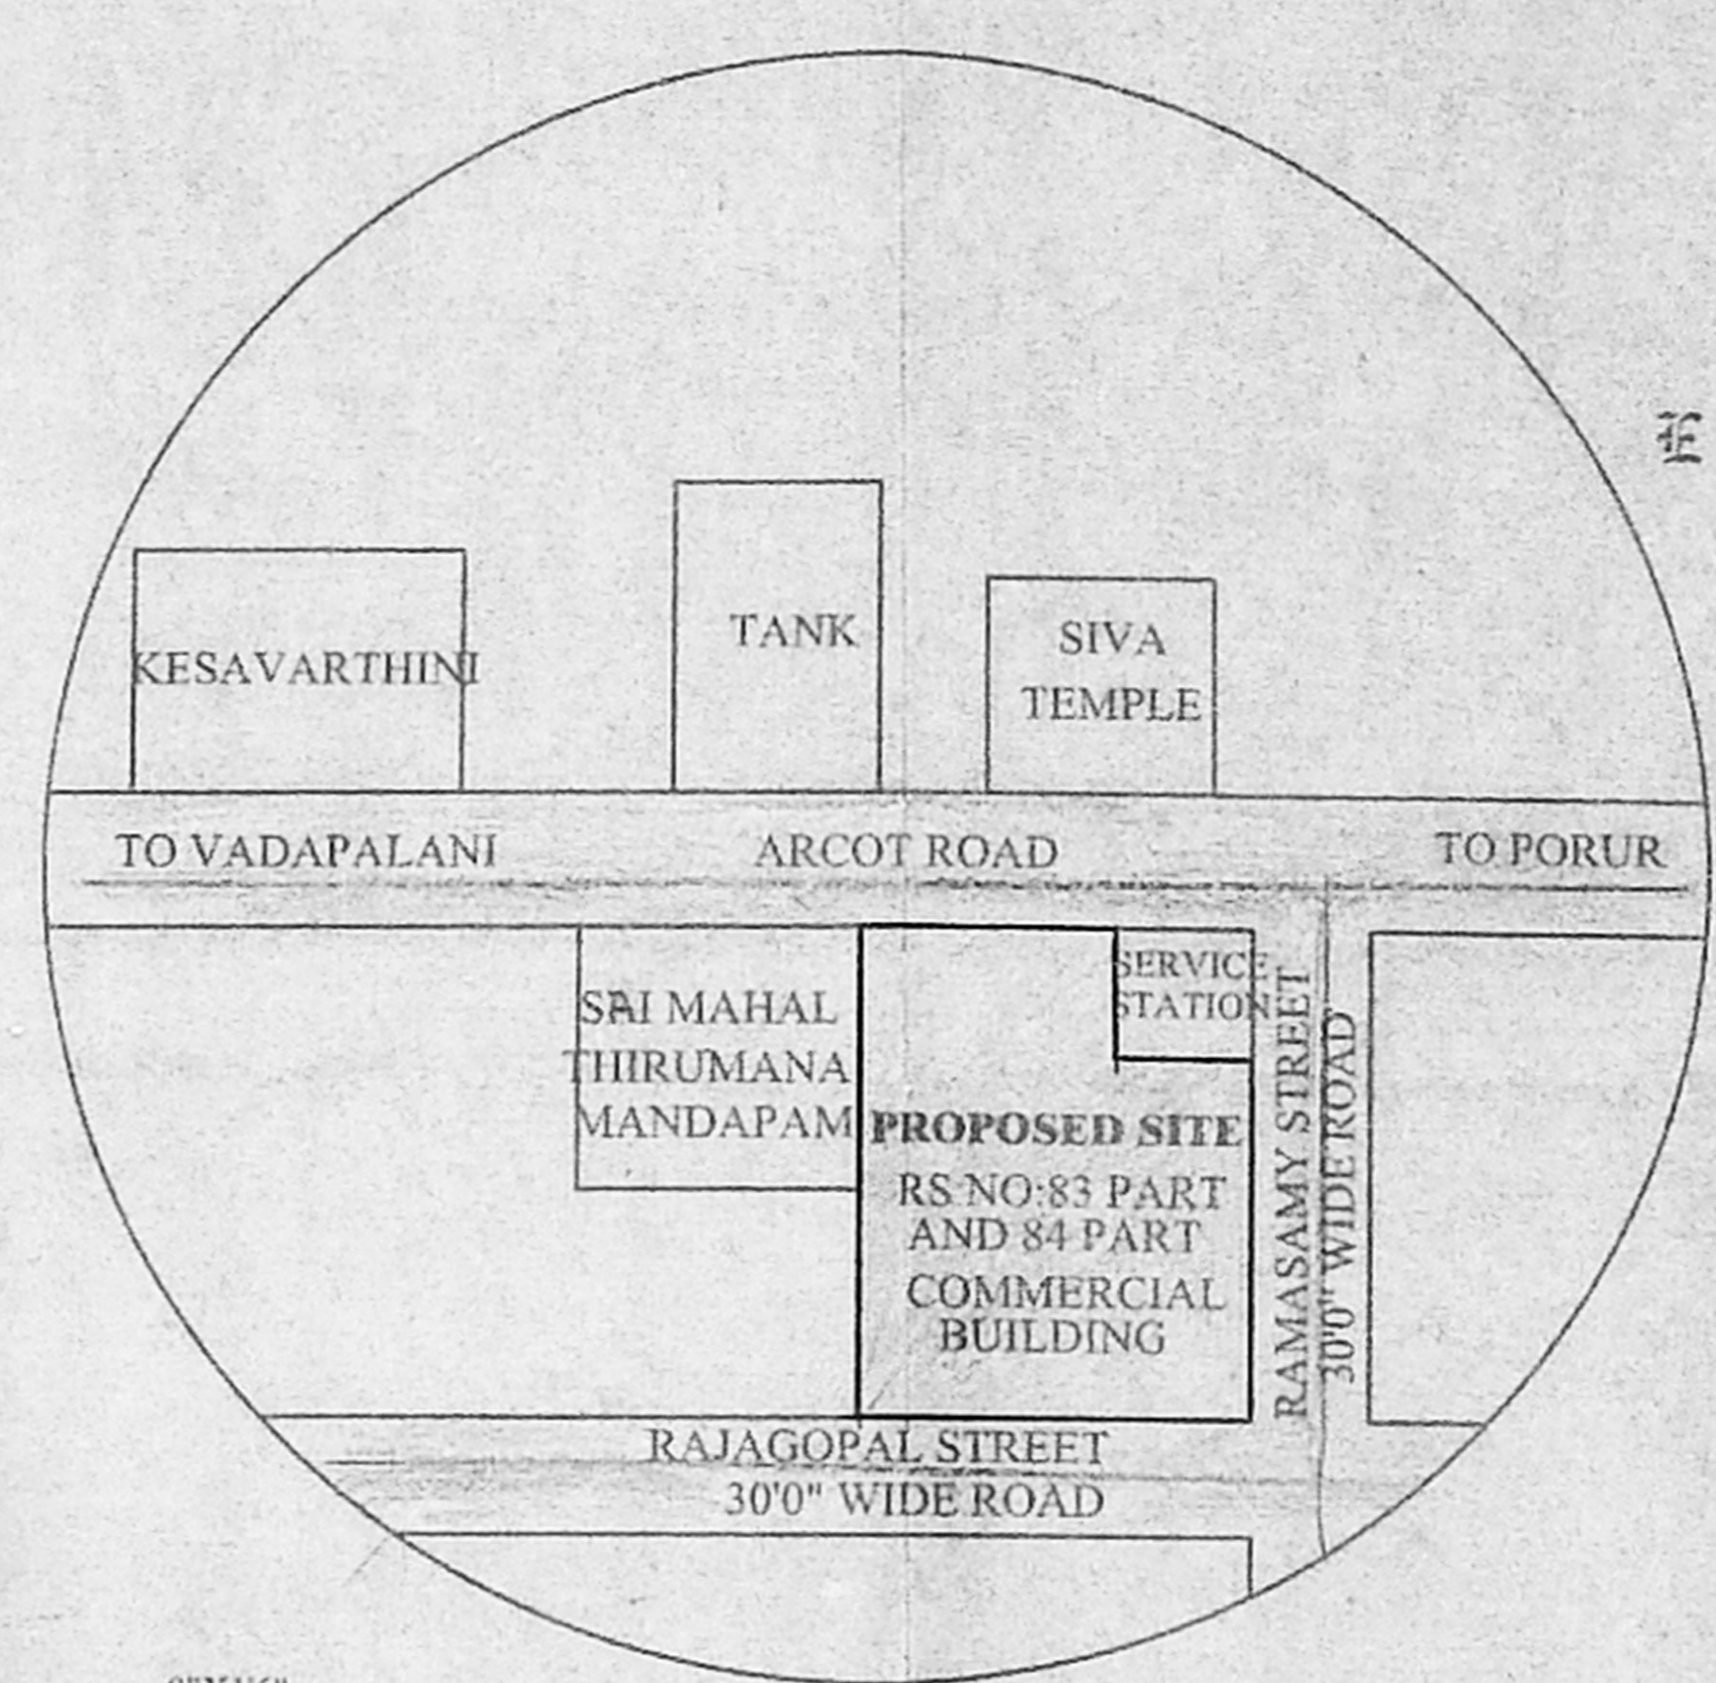 E
KESAVARTHINI
TANK
SIVA
TEMPLE
TO VADAPALANI
ARCOT ROAD
TO PORUR
SERVICE
STATION
MAHAL
THIRUMANA
MANDAPAM
PROPOSED SITE
RS NO:83 PART
AND 84 PART
COMMERCIAL
BUILDING
RAMASAMY STREET
30'0" WIDE ROAD
RAJAGOPAL STREET
30'0" WIDE ROAD